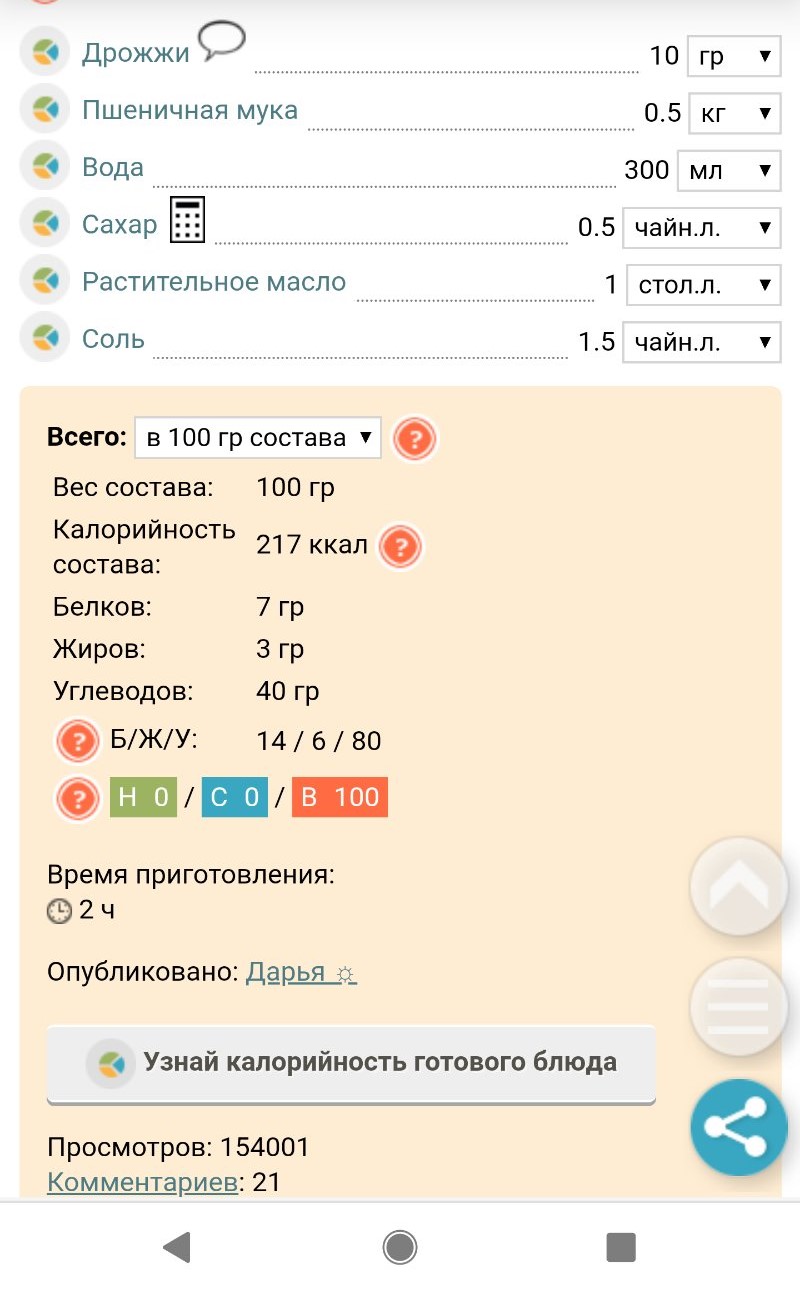 Дрожжи 10 гр ▼
Пшеничная мука 0.5 кг ▼
Вода 300 мл ▼
Сахар 0.5 чайн.л. ▼
Растительное масло 1 стол.л. ▼
Соль 1.5 чайн.л. ▼
Всего: в 100 гр состава ▼ ?
Вес состава: 100 гр
Калорийность
состава: 217 ккал ?
Белков: 7 гр
Жиров: 3 гр
Углеводов: 40 гр
? Б/Ж/У: 14 / 6 / 80
? Н 0 / С 0 / В 100
Время приготовления:
2 ч
Опубликовано: Дарья ☼
Узнай калорийность готового блюда
Просмотров: 154001
Комментариев: 21